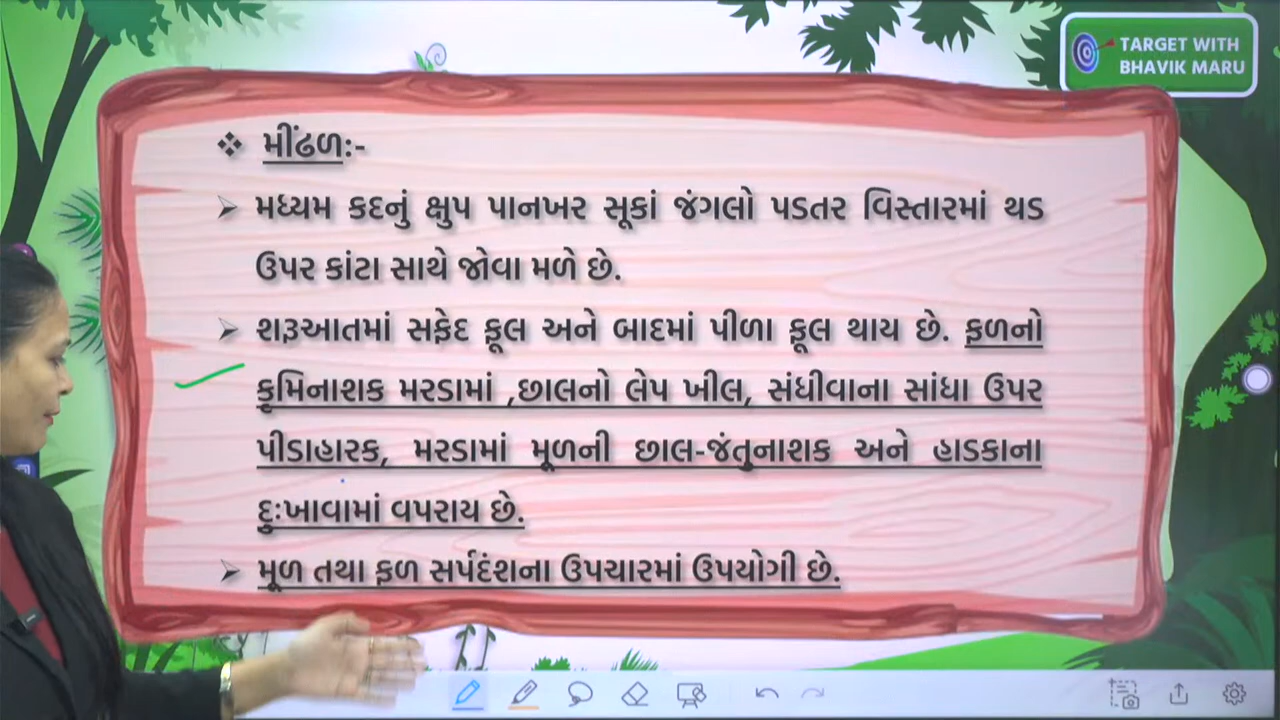 TARGET WITH
BHAVIK MARU
❖ મીંઢળઃ-
➢ મધ્યમ કદનું ક્ષુપ પાનખર સૂકાં જંગલો પડતર વિસ્તારમાં થડ
ઉપર કાંટા સાથે જોવા મળે છે.
➢ શરૂઆતમાં સફેદ ફૂલ અને બાદમાં પીળા ફૂલ થાય છે. ફળનો
કૃમિનાશક મરડામાં ,છાલનો લેપ ખીલ, સંધીવાના સાંધા ઉપર
પીડાહારક, મરડામાં મૂળની છાલ-જંતુનાશક અને હાડકાના
દુઃખાવામાં વપરાય છે.
➢ મૂળ તથા ફળ સર્પદંશના ઉપચારમાં ઉપયોગી છે.